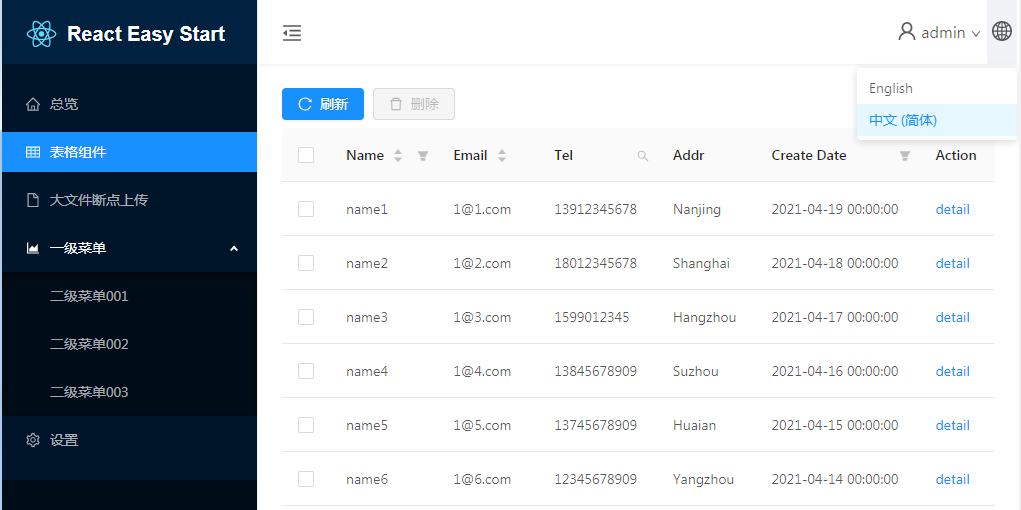 React Easy Start
admin
English
中文 (简体)
总览
表格组件
大文件断点上传
一级菜单
二级菜单001
二级菜单002
二级菜单003
设置
刷新 删除
Name Email Tel Addr Create Date Action
name1 1@1.com 13912345678 Nanjing 2021-04-19 00:00:00 detail
name2 1@2.com 18012345678 Shanghai 2021-04-18 00:00:00 detail
name3 1@3.com 1599012345 Hangzhou 2021-04-17 00:00:00 detail
name4 1@4.com 13845678909 Suzhou 2021-04-16 00:00:00 detail
name5 1@5.com 13745678909 Huaian 2021-04-15 00:00:00 detail
name6 1@6.com 12345678909 Yangzhou 2021-04-14 00:00:00 detail